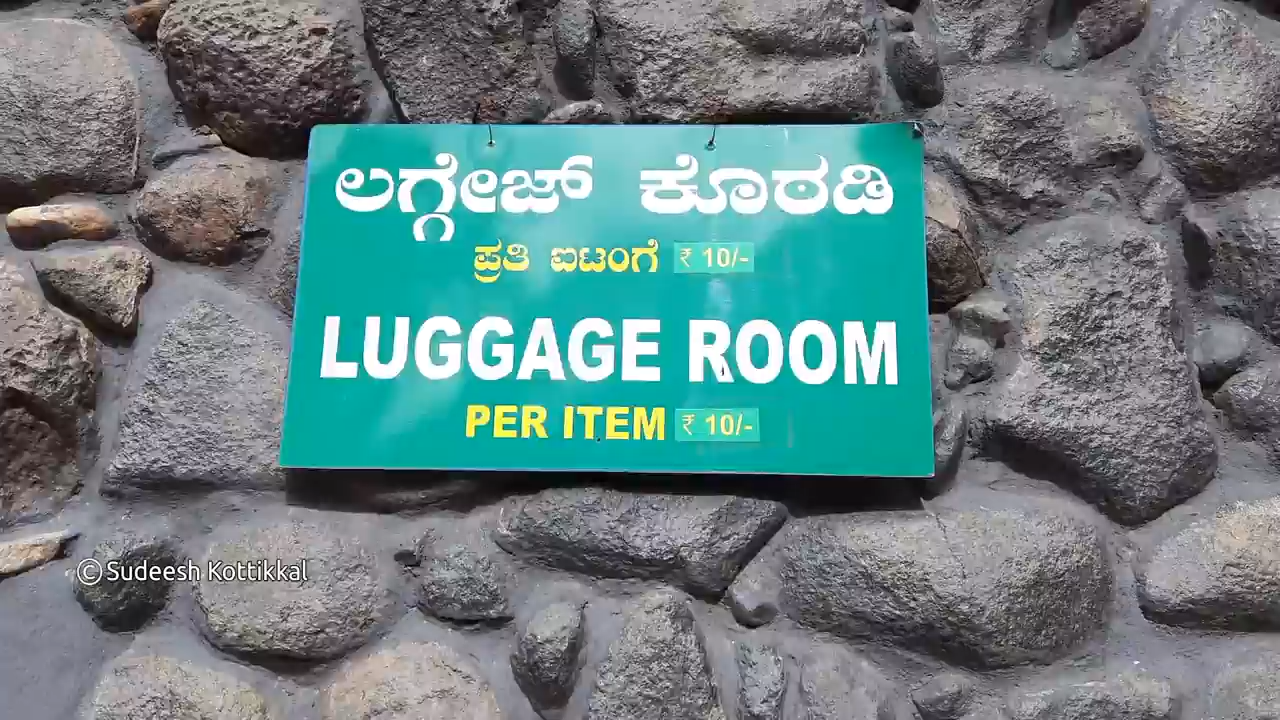 ಲಗ್ಗೇಜ್ ಕೊಠಡಿ
ಪ್ರತಿ ಐಟಂಗೆ ₹ 10/-
LUGGAGE ROOM
PER ITEM ₹ 10/-
©Sudeesh Kottikkal